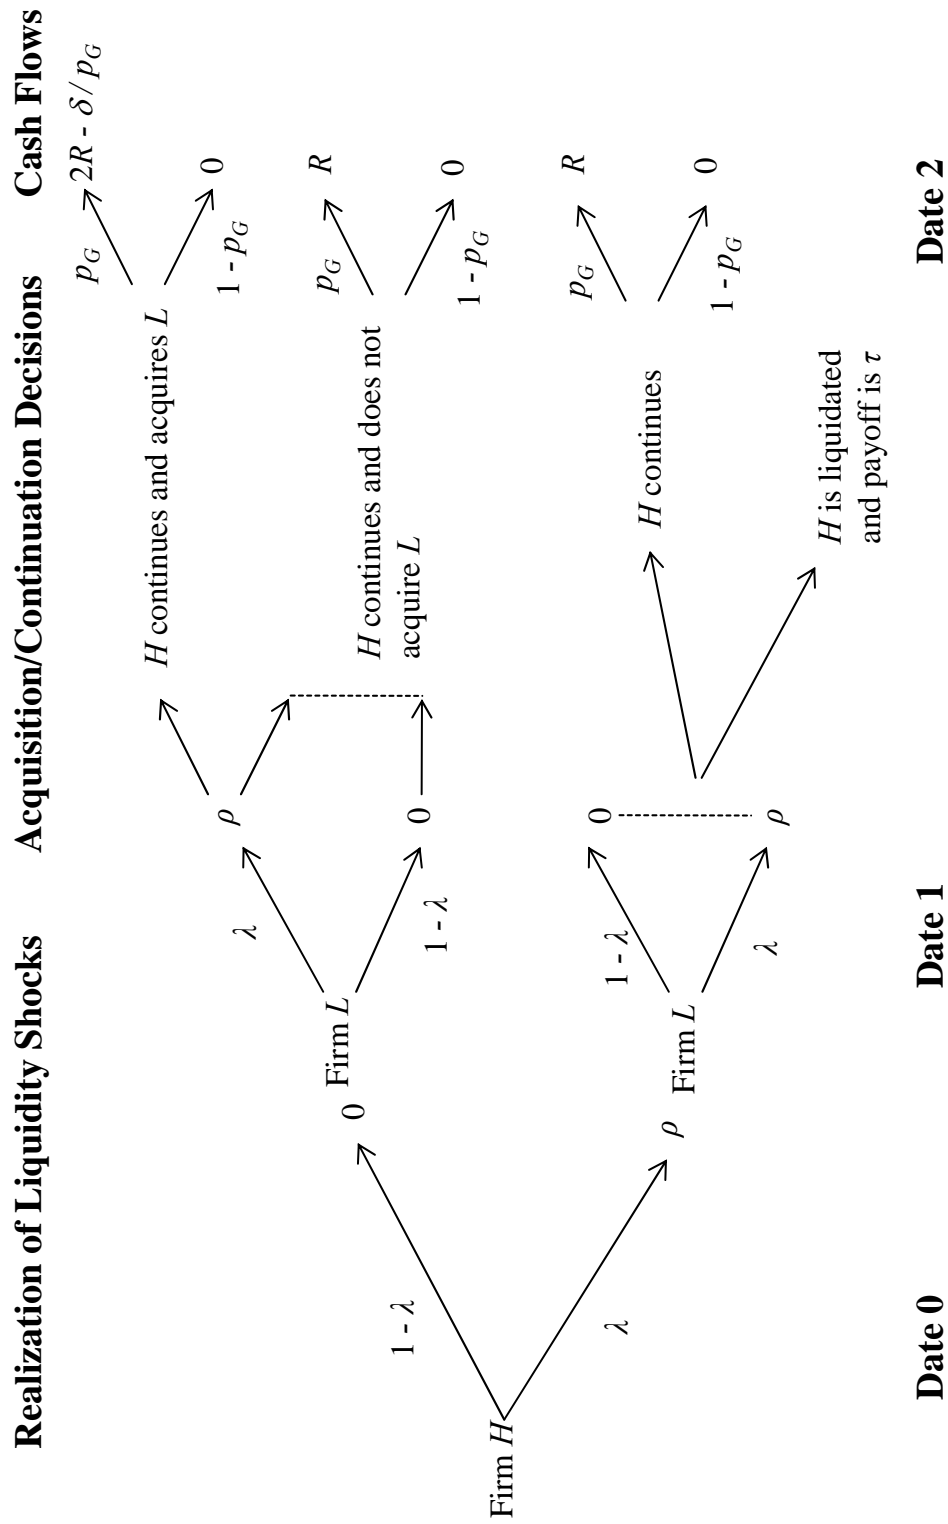 Realization of Liquidity Shocks
Acquisition/Continuation Decisions
Cash Flows
Firm H
1 - λ
λ
0
ρ
Firm L
λ
1 - λ
ρ
0
Firm L
1 - λ
λ
0
ρ
H continues and acquires L
H continues and does not
acquire L
H continues
H is liquidated
and payoff is τ
p_G
1 - p_G
2R - δ / p_G
0
p_G
1 - p_G
R
0
p_G
1 - p_G
R
0
Date 0
Date 1
Date 2